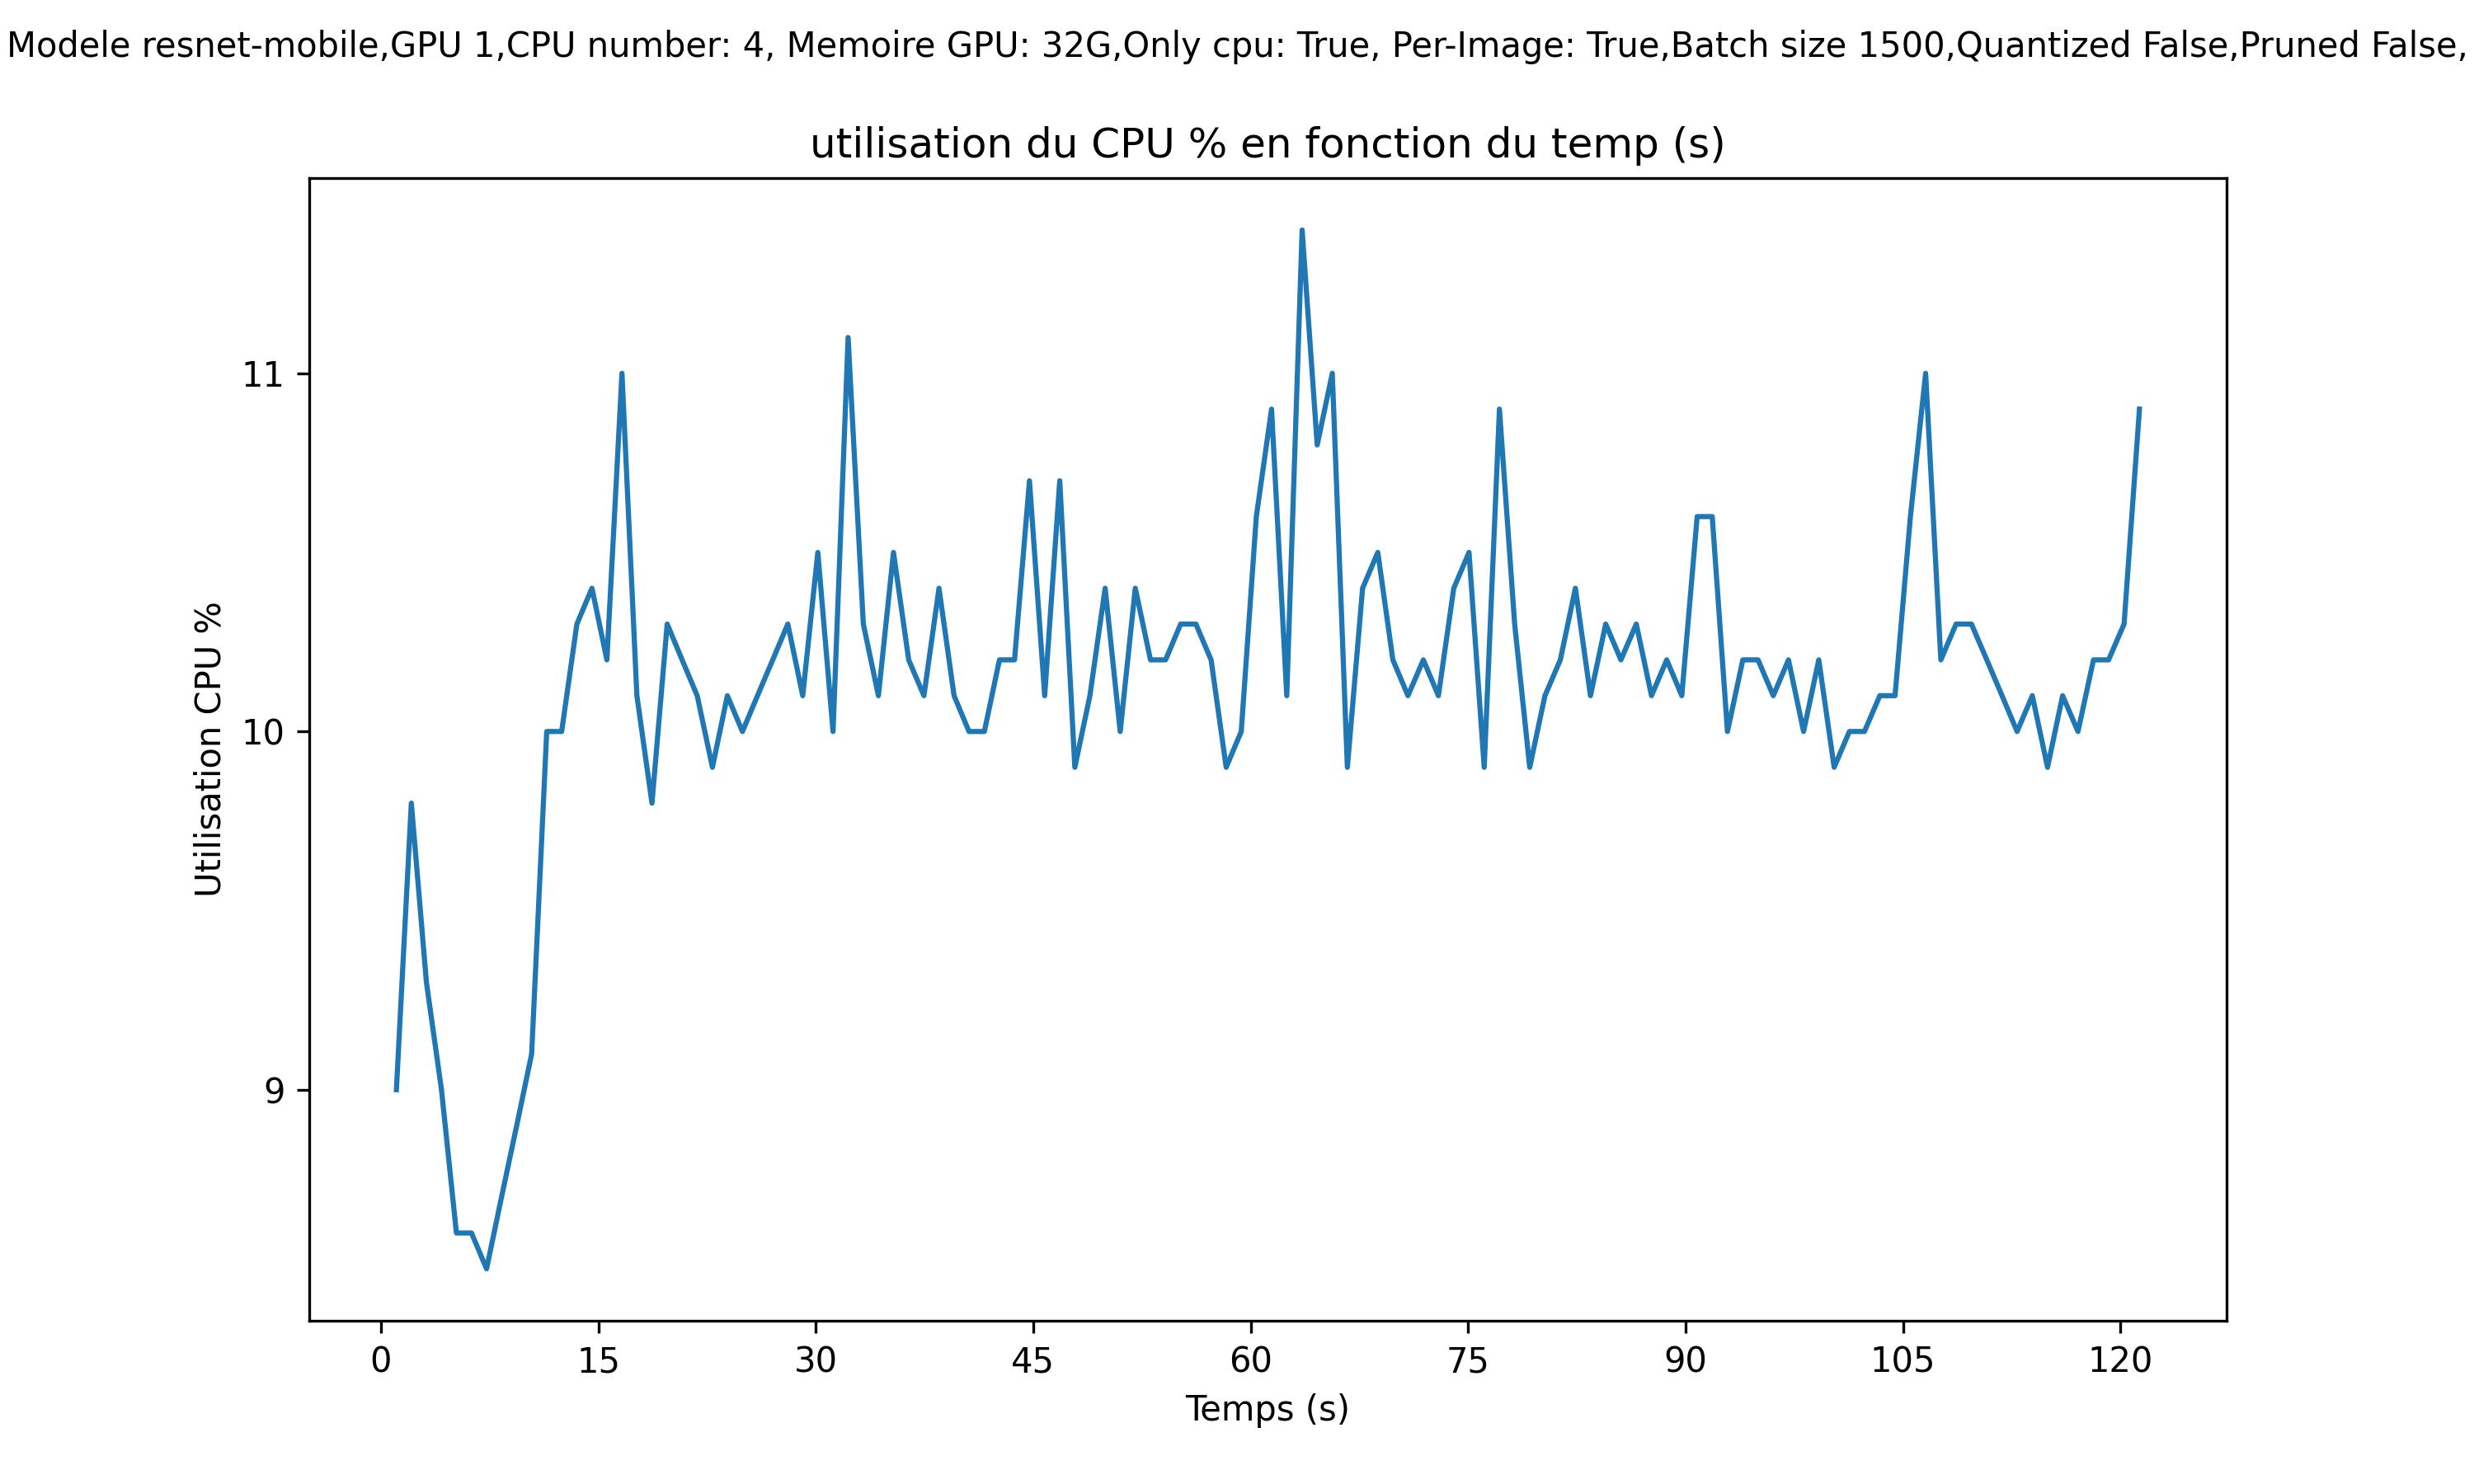 Modele resnet-mobile,GPU 1,CPU number: 4, Memoire GPU: 32G,Only cpu: True, Per-Image: True,Batch size 1500,Quantized False,Pruned False,
utilisation du CPU % en fonction du temp (s)
11
10
9
Utilisation CPU %
0 15 30 45 60 75 90 105 120
Temps (s)